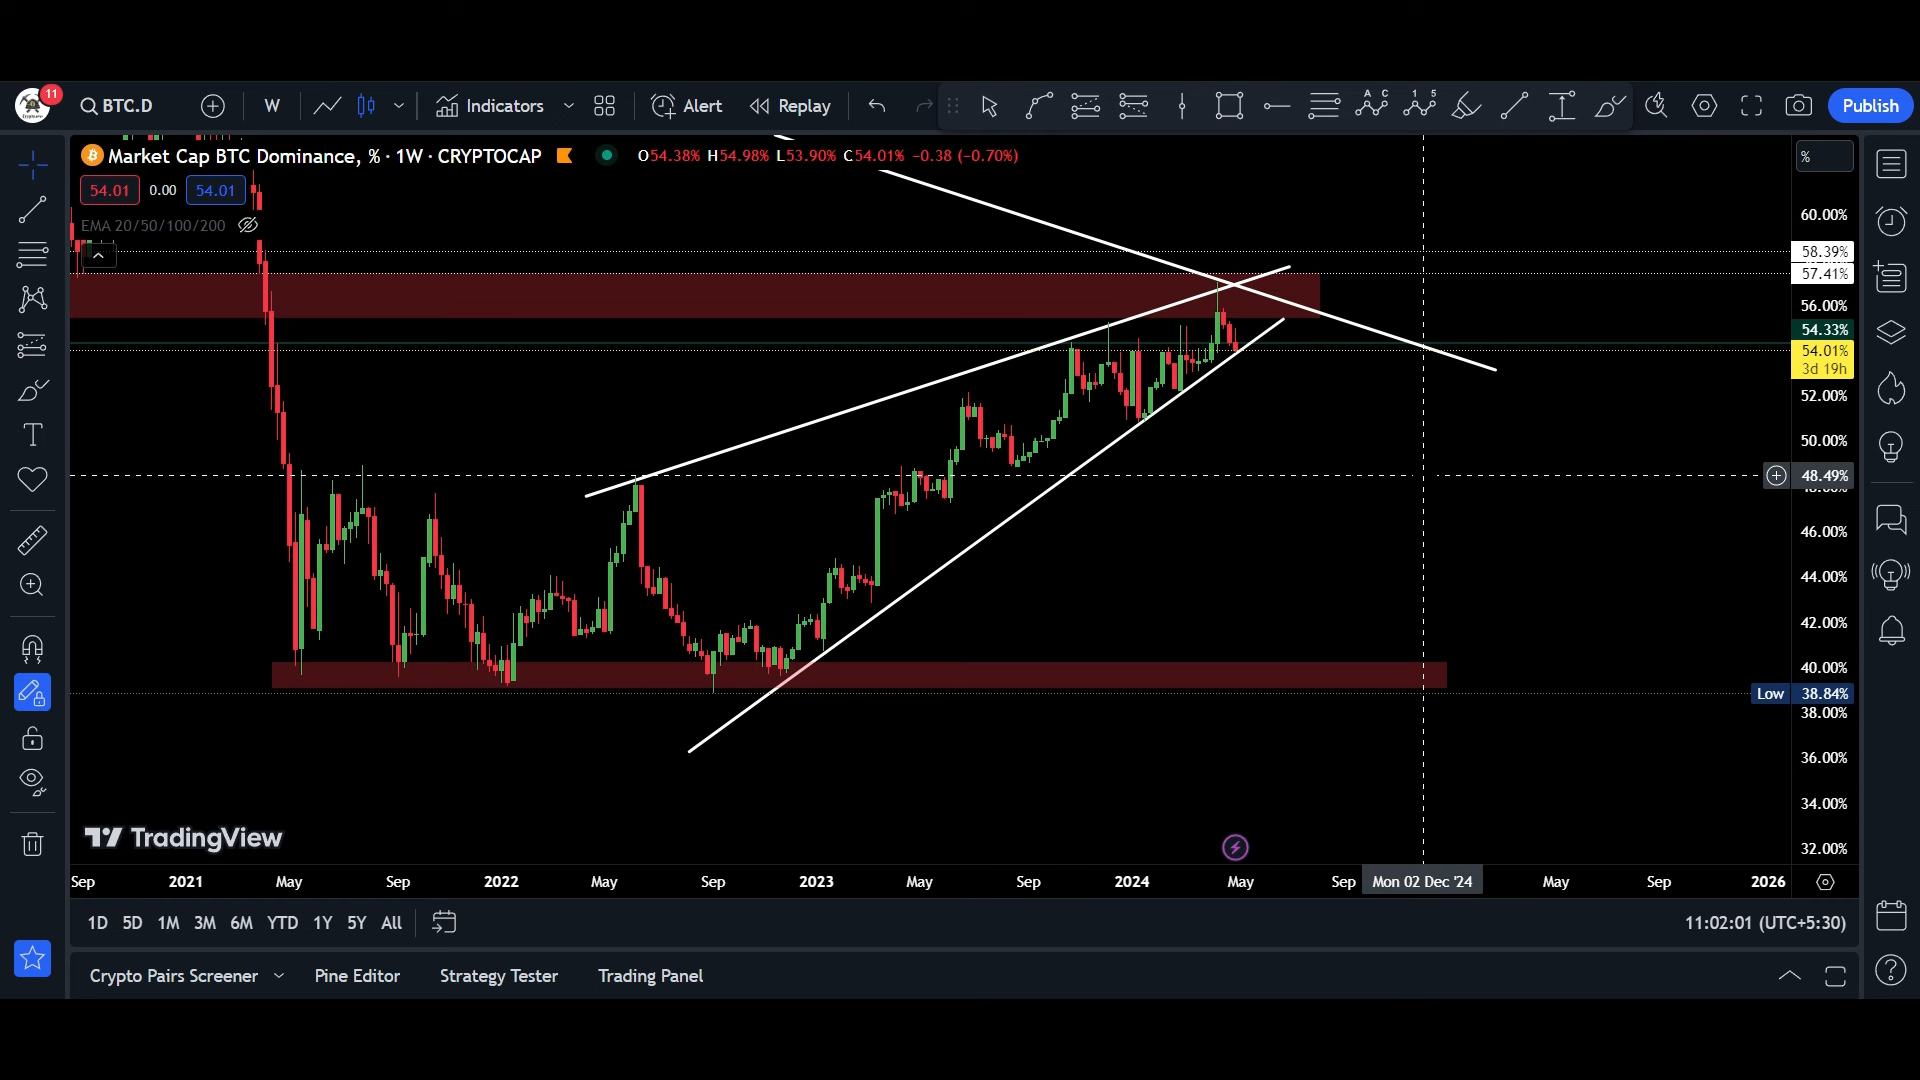 11
BTC.D
W
Indicators
Alert
Replay
A C
1 5
Publish
Market Cap BTC Dominance, % · 1W · CRYPTOCAP
O54.38% H54.98% L53.90% C54.01% −0.38 (−0.70%)
%
54.01
0.00
54.01
EMA 20/50/100/200
60.00%
58.39%
57.41%
56.00%
54.33%
54.01%
3d 19h
52.00%
50.00%
48.49%
46.00%
44.00%
42.00%
40.00%
Low 38.84%
38.00%
36.00%
34.00%
32.00%
TradingView
Sep 2021 May Sep 2022 May Sep 2023 May Sep 2024 May Sep Mon 02 Dec '24 May Sep 2026
1D 5D 1M 3M 6M YTD 1Y 5Y All
11:02:01 (UTC+5:30)
Crypto Pairs Screener
Pine Editor
Strategy Tester
Trading Panel